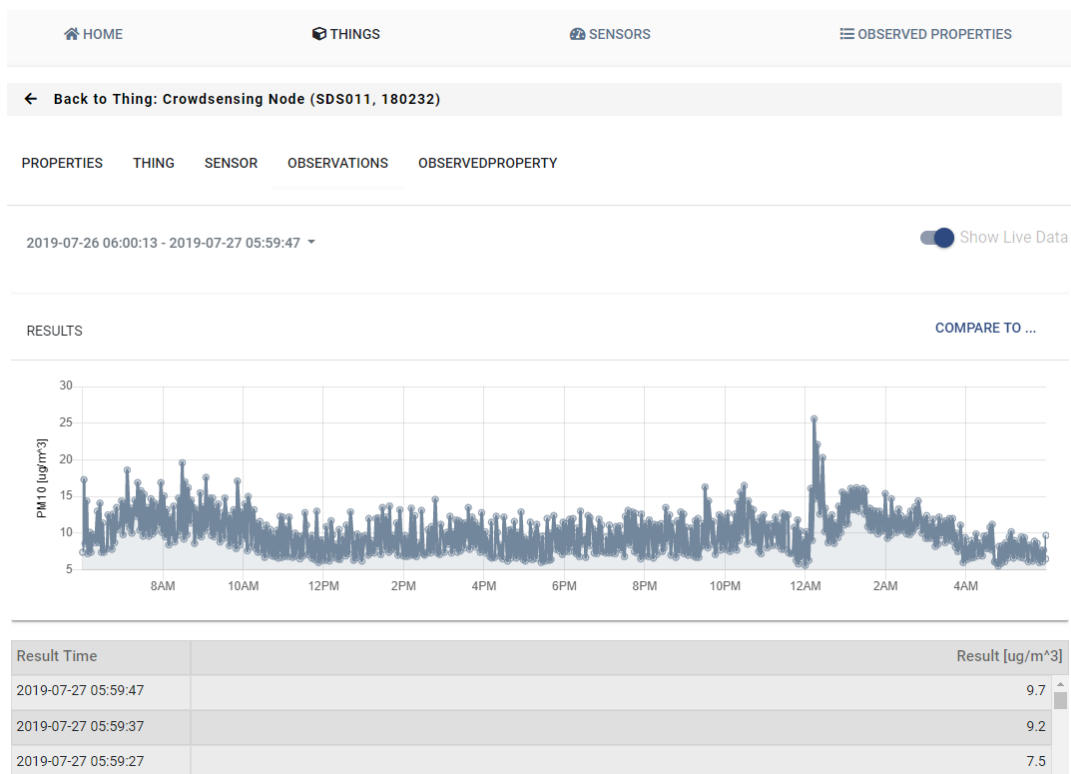 HOME THINGS SENSORS OBSERVED PROPERTIES
Back to Thing: Crowdsensing Node (SDS011, 180232)
PROPERTIES THING SENSOR OBSERVATIONS OBSERVEDPROPERTY
2019-07-26 06:00:13 - 2019-07-27 05:59:47 Show Live Data
RESULTS COMPARE TO ...
PM10 [ug/m^3]
30
25
20
15
10
5
8AM 10AM 12PM 2PM 4PM 6PM 8PM 10PM 12AM 2AM 4AM
Result Time Result [ug/m^3]
2019-07-27 05:59:47 9.7
2019-07-27 05:59:37 9.2
2019-07-27 05:59:27 7.5